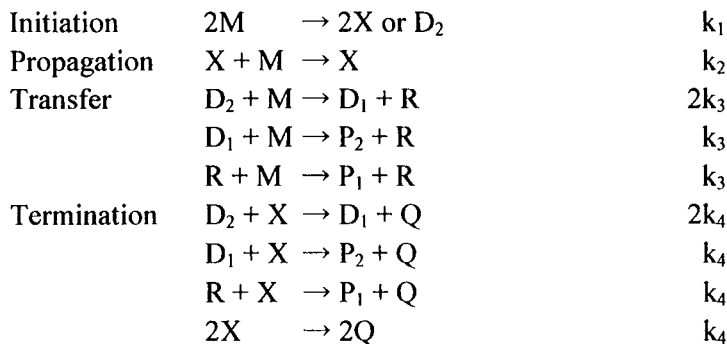 Initiation 2M → 2X or D₂ k₁
Propagation X + M → X k₂
Transfer D₂ + M → D₁ + R 2k₃
D₁ + M → P₂ + R k₃
R + M → P₁ + R k₃
Termination D₂ + X → D₁ + Q 2k₄
D₁ + X → P₂ + Q k₄
R + X → P₁ + Q k₄
2X → 2Q k₄